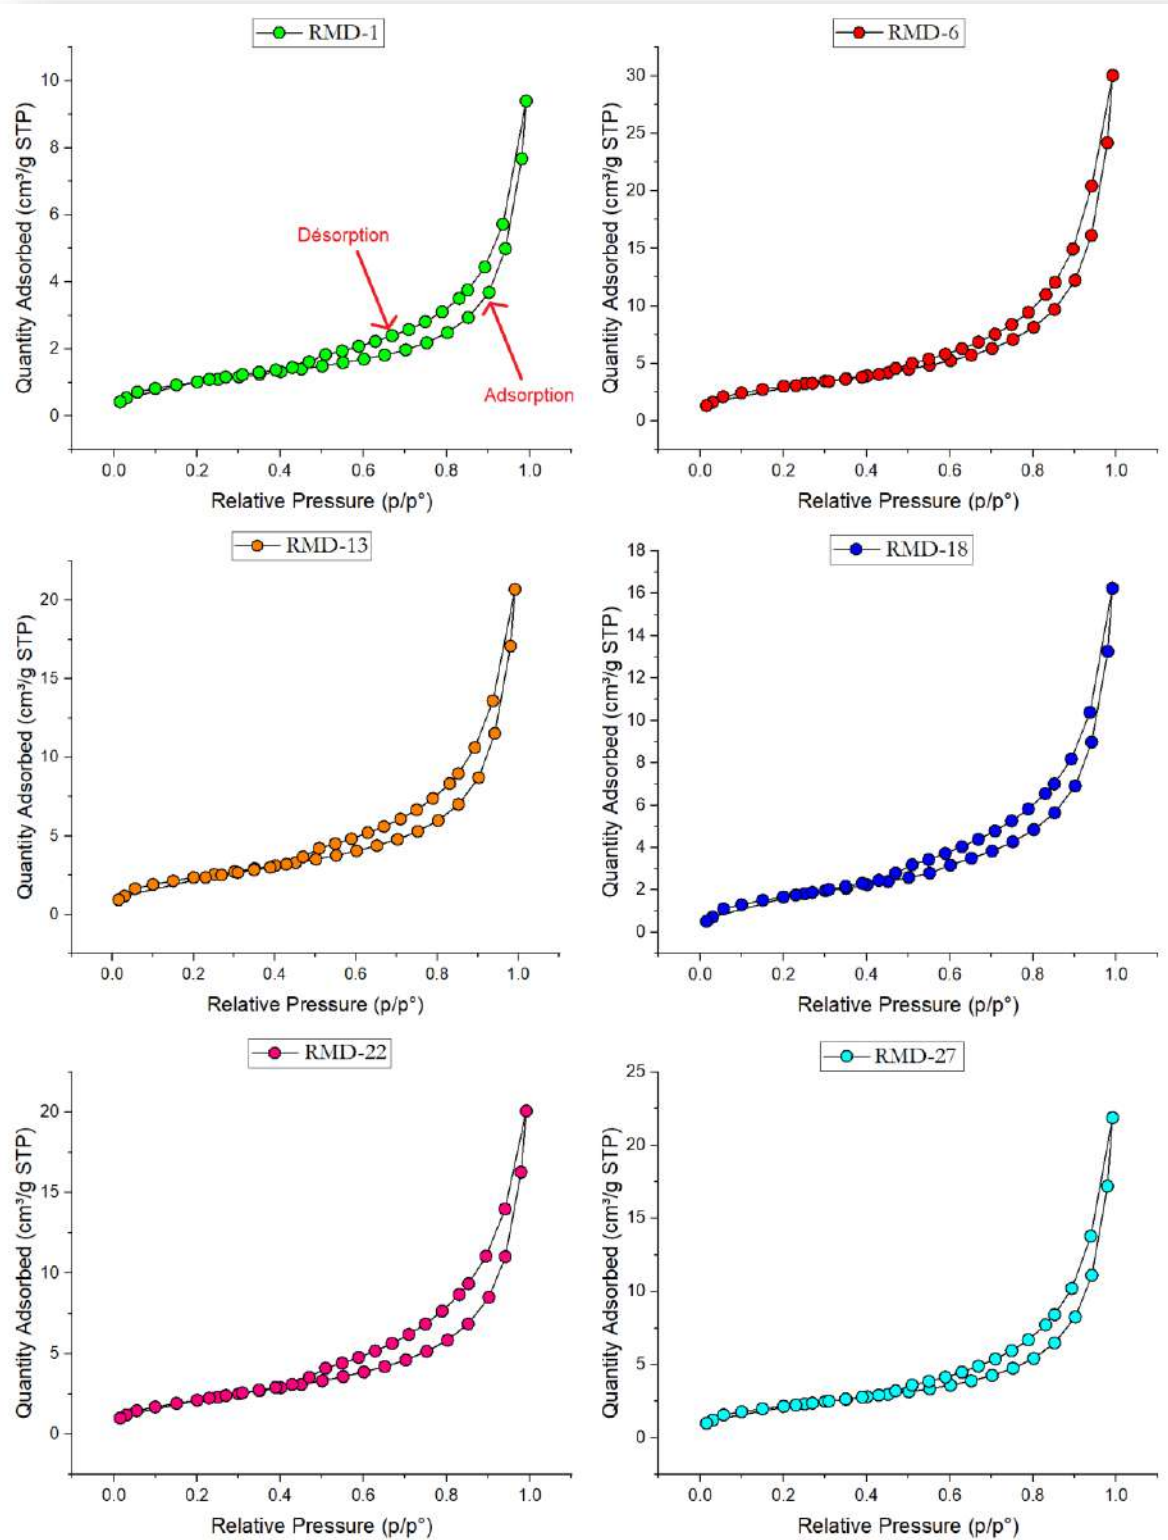 RMD-1
10
8
6
4
2
0
Quantity Adsorbed (cm³/g STP)
Désorption
Adsorption
0.0 0.2 0.4 0.6 0.8 1.0
Relative Pressure (p/p°)
RMD-6
30
25
20
15
10
5
0
Quantity Adsorbed (cm³/g STP)
0.0 0.2 0.4 0.6 0.8 1.0
Relative Pressure (p/p°)
RMD-13
20
15
10
5
0
Quantity Adsorbed (cm³/g STP)
0.0 0.2 0.4 0.6 0.8 1.0
Relative Pressure (p/p°)
RMD-18
18
16
14
12
10
8
6
4
2
0
Quantity Adsorbed (cm³/g STP)
0.0 0.2 0.4 0.6 0.8 1.0
Relative Pressure (p/p°)
RMD-22
20
15
10
5
0
Quantity Adsorbed (cm³/g STP)
0.0 0.2 0.4 0.6 0.8 1.0
Relative Pressure (p/p°)
RMD-27
25
20
15
10
5
0
Quantity Adsorbed (cm³/g STP)
0.0 0.2 0.4 0.6 0.8 1.0
Relative Pressure (p/p°)